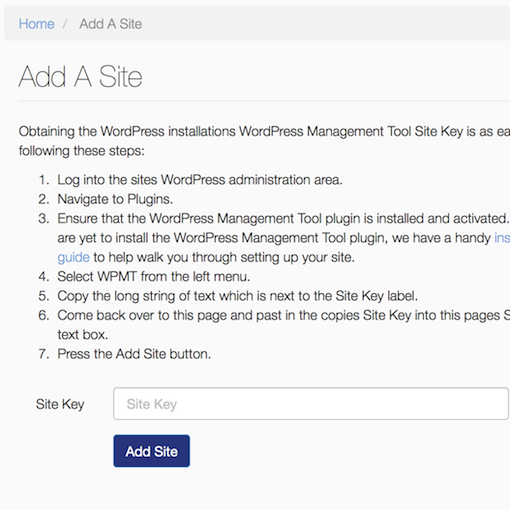 Home / Add A Site
Add A Site
Obtaining the WordPress installations WordPress Management Tool Site Key is as
following these steps:
1. Log into the sites WordPress administration area.
2. Navigate to Plugins.
3. Ensure that the WordPress Management Tool plugin is installed and activated.
are yet to install the WordPress Management Tool plugin, we have a handy
guide to help walk you through setting up your site.
4. Select WPMT from the left menu.
5. Copy the long string of text which is next to the Site Key label.
6. Come back over to this page and past in the copies Site Key into this pages
text box.
7. Press the Add Site button.
Site Key Site Key
Add Site